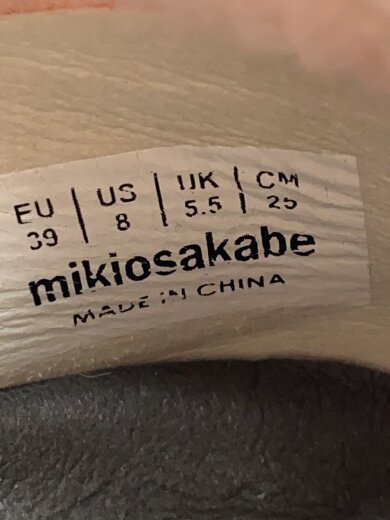 EU | US | UK | CM
39 | 8 | 5.5 | 25
mikiosakabe
MADE IN CHINA